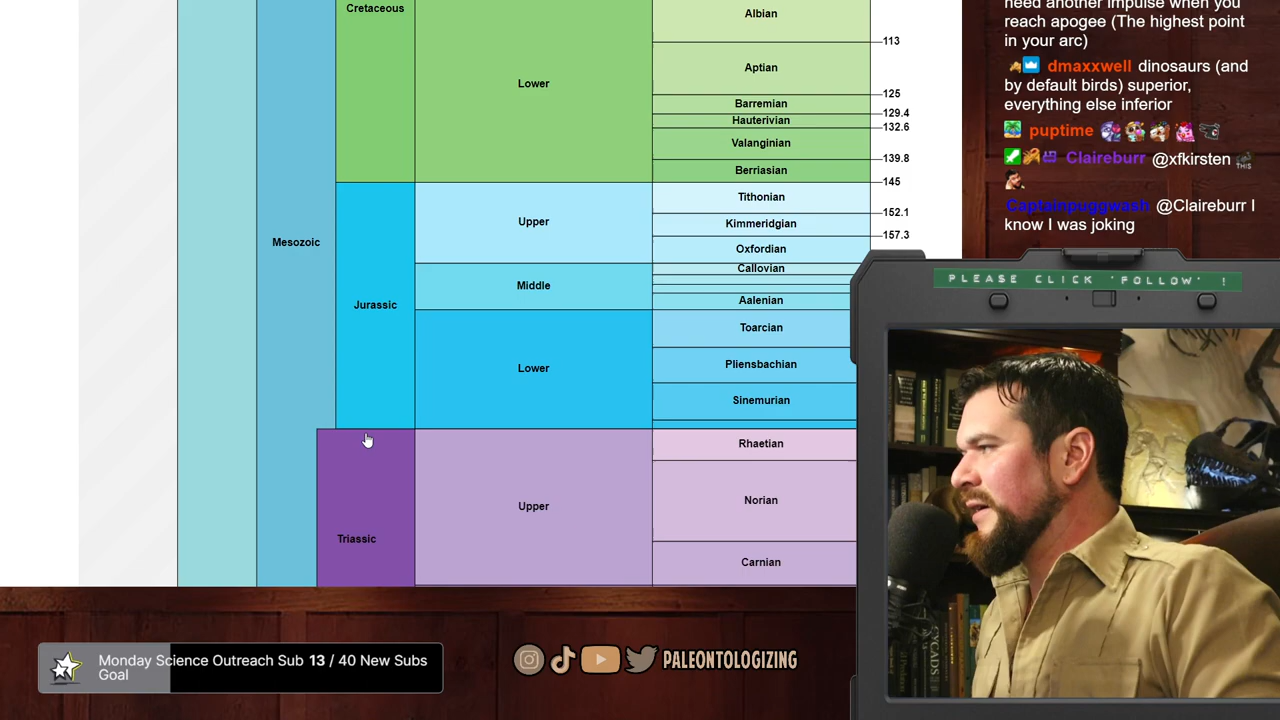 Cretaceous
Albian
113
Lower
Aptian
125
Barremian
129.4
Hauterivian
132.6
Valanginian
139.8
Berriasian
145
Mesozoic
Jurassic
Upper
Tithonian
152.1
Kimmeridgian
157.3
Oxfordian
Middle
Callovian
Aalenian
Lower
Toarcian
Pliensbachian
Sinemurian
Triassic
Upper
Rhaetian
Norian
Carnian
need another impulse when you
reach apogee (The highest point
in your arc)
dmaxxwell dinosaurs (and
by default birds) superior,
everything else inferior
puptime
Claireburr @xfkirsten THIS
Captainpuggwash @Claireburr I
know I was joking
PLEASE CLICK 'FOLLOW' !
CYCADS
Monday Science Outreach Sub 13 / 40 New Subs
Goal
PALEONTOLOGIZING